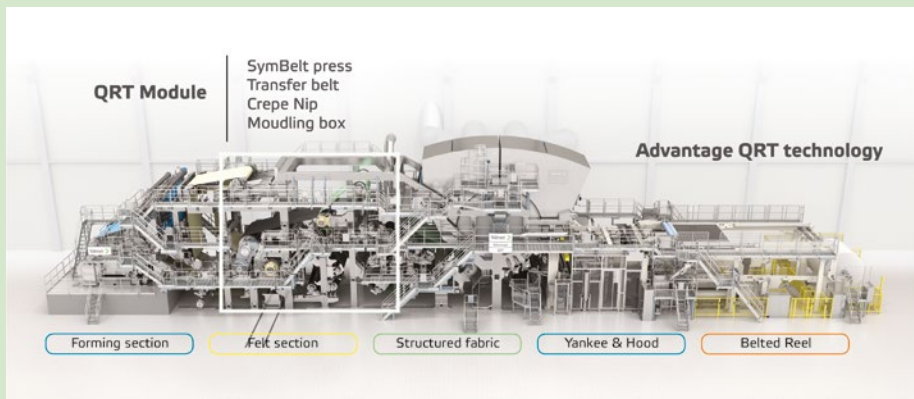 QRT Module
SymBelt press
Transfer belt
Crepe Nip
Moudling box
Advantage QRT technology
Forming section
Felt section
Structured fabric
Yankee & Hood
Belted Reel